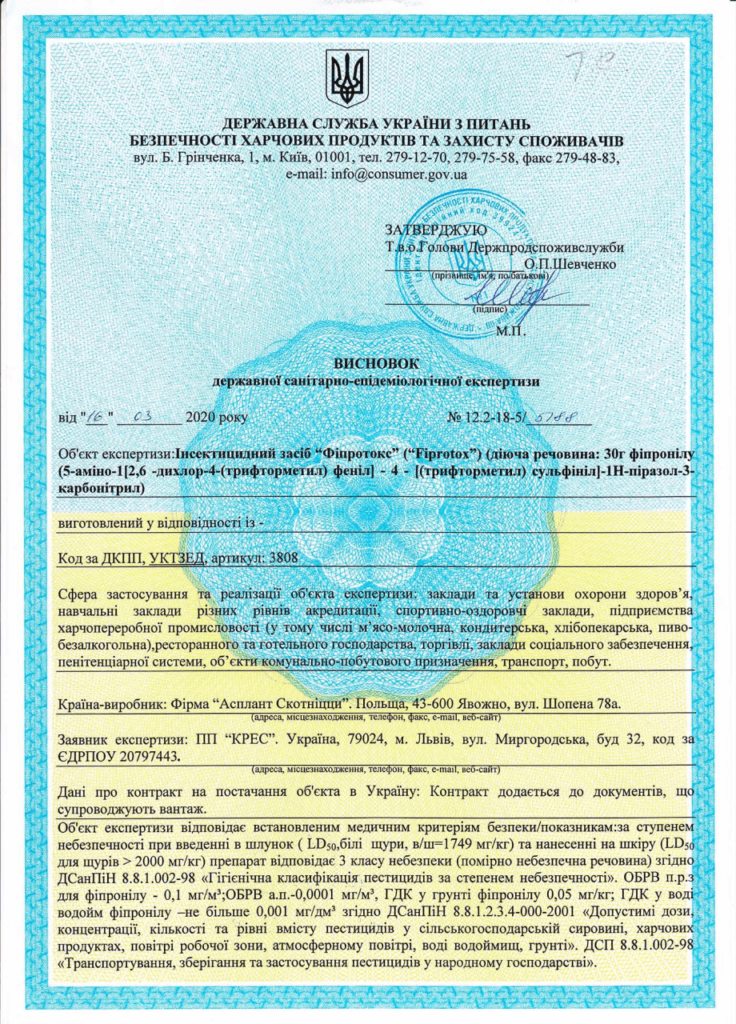 ДЕРЖАВНА СЛУЖБА УКРАЇНИ З ПИТАНЬ
БЕЗПЕЧНОСТІ ХАРЧОВИХ ПРОДУКТІВ ТА ЗАХИСТУ СПОЖИВАЧІВ
вул. Б. Грінченка, 1, м. Київ, 01001, тел. 279-12-70, 279-75-58, факс 279-48-83,
e-mail: info@consumer.gov.ua
ЗАТВЕРДЖУЮ
Т.в.о.Голови Держпродспоживслужби
О.П.Шевченко
(прізвище, ім'я, по батькові)
(підпис)
М.П.
ВИСНОВОК
державної санітарно-епідеміологічної експертизи
від "16" 03 2020 року № 12.2-18-5/5788
Об'єкт експертизи:Інсектицидний засіб “Фіпротокс” (“Fiprotox”) (діюча речовина: 30г фіпронілу
(5-аміно-1[2,6 -дихлор-4-(трифторметил) феніл] - 4 - [(трифторметил) сульфініл]-1Н-піразол-3-
карбонітрил)
виготовлений у відповідності із -
Код за ДКПП, УКТЗЕД, артикул: 3808
Сфера застосування та реалізації об'єкта експертизи: заклади та установи охорони здоров’я,
навчальні заклади різних рівнів акредитації, спортивно-оздоровчі заклади, підприємства
харчопереробної промисловості (у тому числі м’ясо-молочна, кондитерська, хлібопекарська, пиво-
безалкогольна),ресторанного та готельного господарства, торгівлі, заклади соціального забезпечення,
пенітенціарної системи, об’єкти комунально-побутового призначення, транспорт, побут.
Країна-виробник: Фірма “Асплант Скотніцци”. Польща, 43-600 Явожно, вул. Шопена 78а.
(адреса, місцезнаходження, телефон, факс, e-mail, веб-сайт)
Заявник експертизи: ПП “КРЕС”. Україна, 79024, м. Львів, вул. Миргородська, буд 32, код за
ЄДРПОУ 20797443.
(адреса, місцезнаходження, телефон, факс, e-mail, веб-сайт)
Дані про контракт на постачання об'єкта в Україну: Контракт додається до документів, що
супроводжують вантаж.
Об'єкт експертизи відповідає встановленим медичним критеріям безпеки/показникам:за ступенем
небезпечності при введенні в шлунок ( LD50,білі щури, в/ш=1749 мг/кг) та нанесенні на шкіру (LD50
для щурів > 2000 мг/кг) препарат відповідає 3 класу небезпеки (помірно небезпечна речовина) згідно
ДСанПіН 8.8.1.002-98 «Гігієнічна класифікація пестицидів за степенем небезпечності». ОБРВ п.р.з
для фіпронілу - 0,1 мг/м³;ОБРВ а.п.-0,0001 мг/м³, ГДК у грунті фіпронілу 0,05 мг/кг; ГДК у воді
водойм фіпронілу –не більше 0,001 мг/дм³ згідно ДСанПіН 8.8.1.2.3.4-000-2001 «Допустимі дози,
концентрації, кількості та рівні вмісту пестицидів у сільськогосподарській сировині, харчових
продуктах, повітрі робочої зони, атмосферному повітрі, воді водоймищ, грунті». ДСП 8.8.1.002-98
«Транспортування, зберігання та застосування пестицидів у народному господарстві».